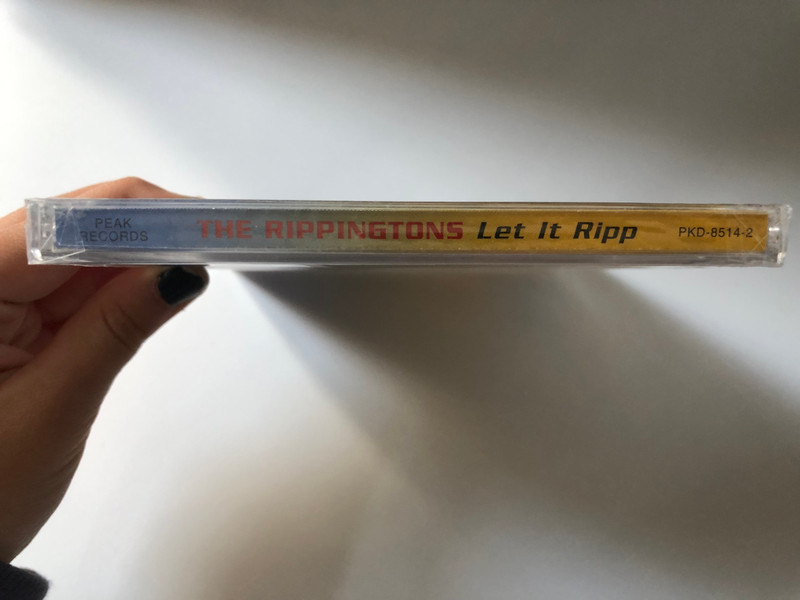 PEAK
RECORDS
THE RIPPINGTONS Let It Ripp
PKD-8514-2